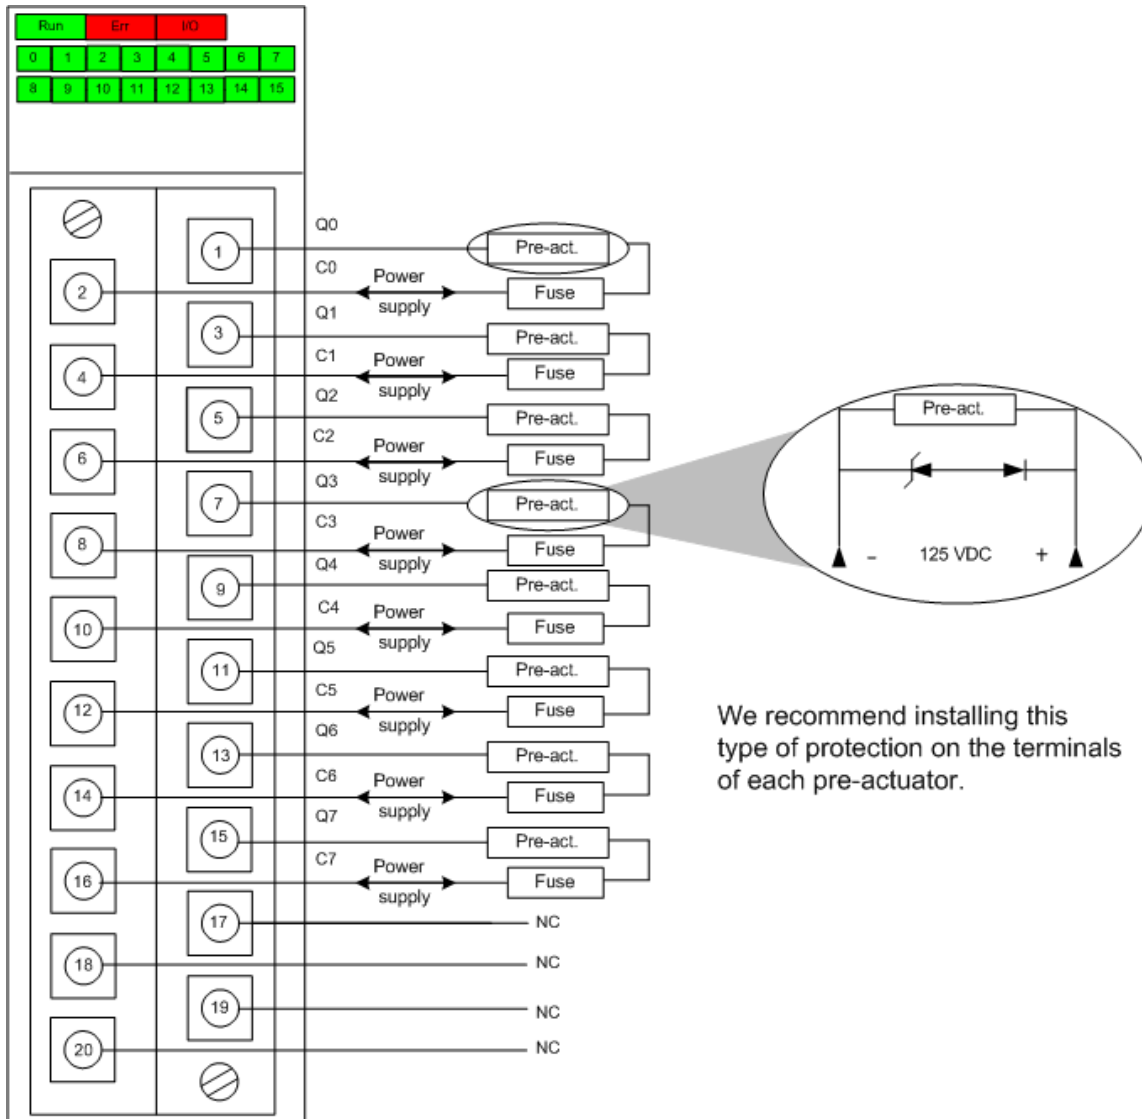 Run Err I/O
0 1 2 3 4 5 6 7
8 9 10 11 12 13 14 15
1 Q0 Pre-act.
2 C0 Power supply Fuse
3 Q1 Pre-act.
4 C1 Power supply Fuse
5 Q2 Pre-act.
6 C2 Power supply Fuse
7 Q3 Pre-act.
8 C3 Power supply Fuse
9 Q4 Pre-act.
10 C4 Power supply Fuse
11 Q5 Pre-act.
12 C5 Power supply Fuse
13 Q6 Pre-act.
14 C6 Power supply Fuse
15 Q7 Pre-act.
16 C7 Power supply Fuse
17 NC
18 NC
19 NC
20 NC
Pre-act.
- 125 VDC +
We recommend installing this
type of protection on the terminals
of each pre-actuator.